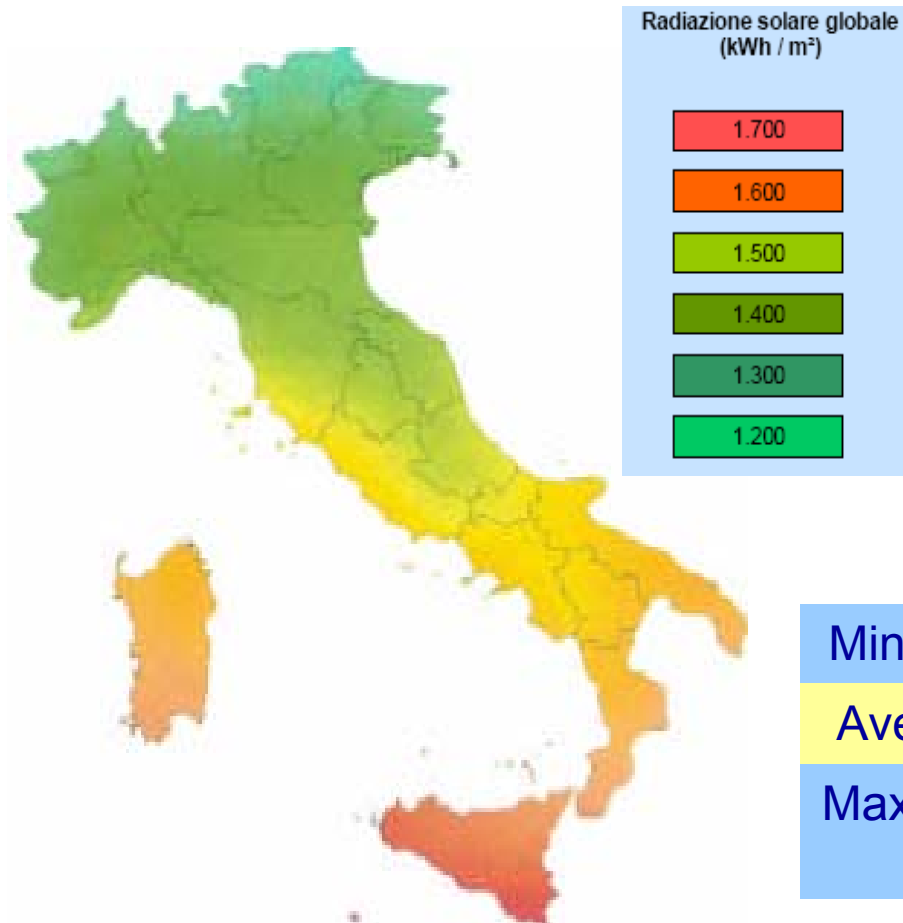 Radiazione solare globale
(kWh / m²)
1.700
1.600
1.500
1.400
1.300
1.200
Min
Ave
Max